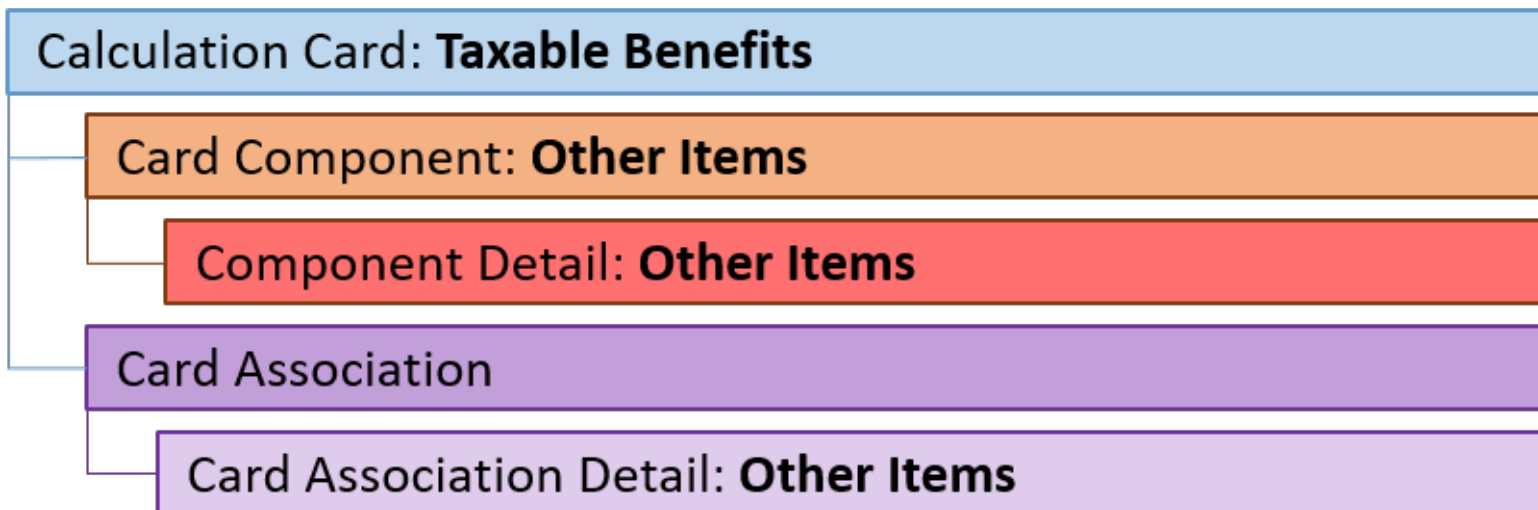 Calculation Card: Taxable Benefits
Card Component: Other Items
Component Detail: Other Items
Card Association
Card Association Detail: Other Items